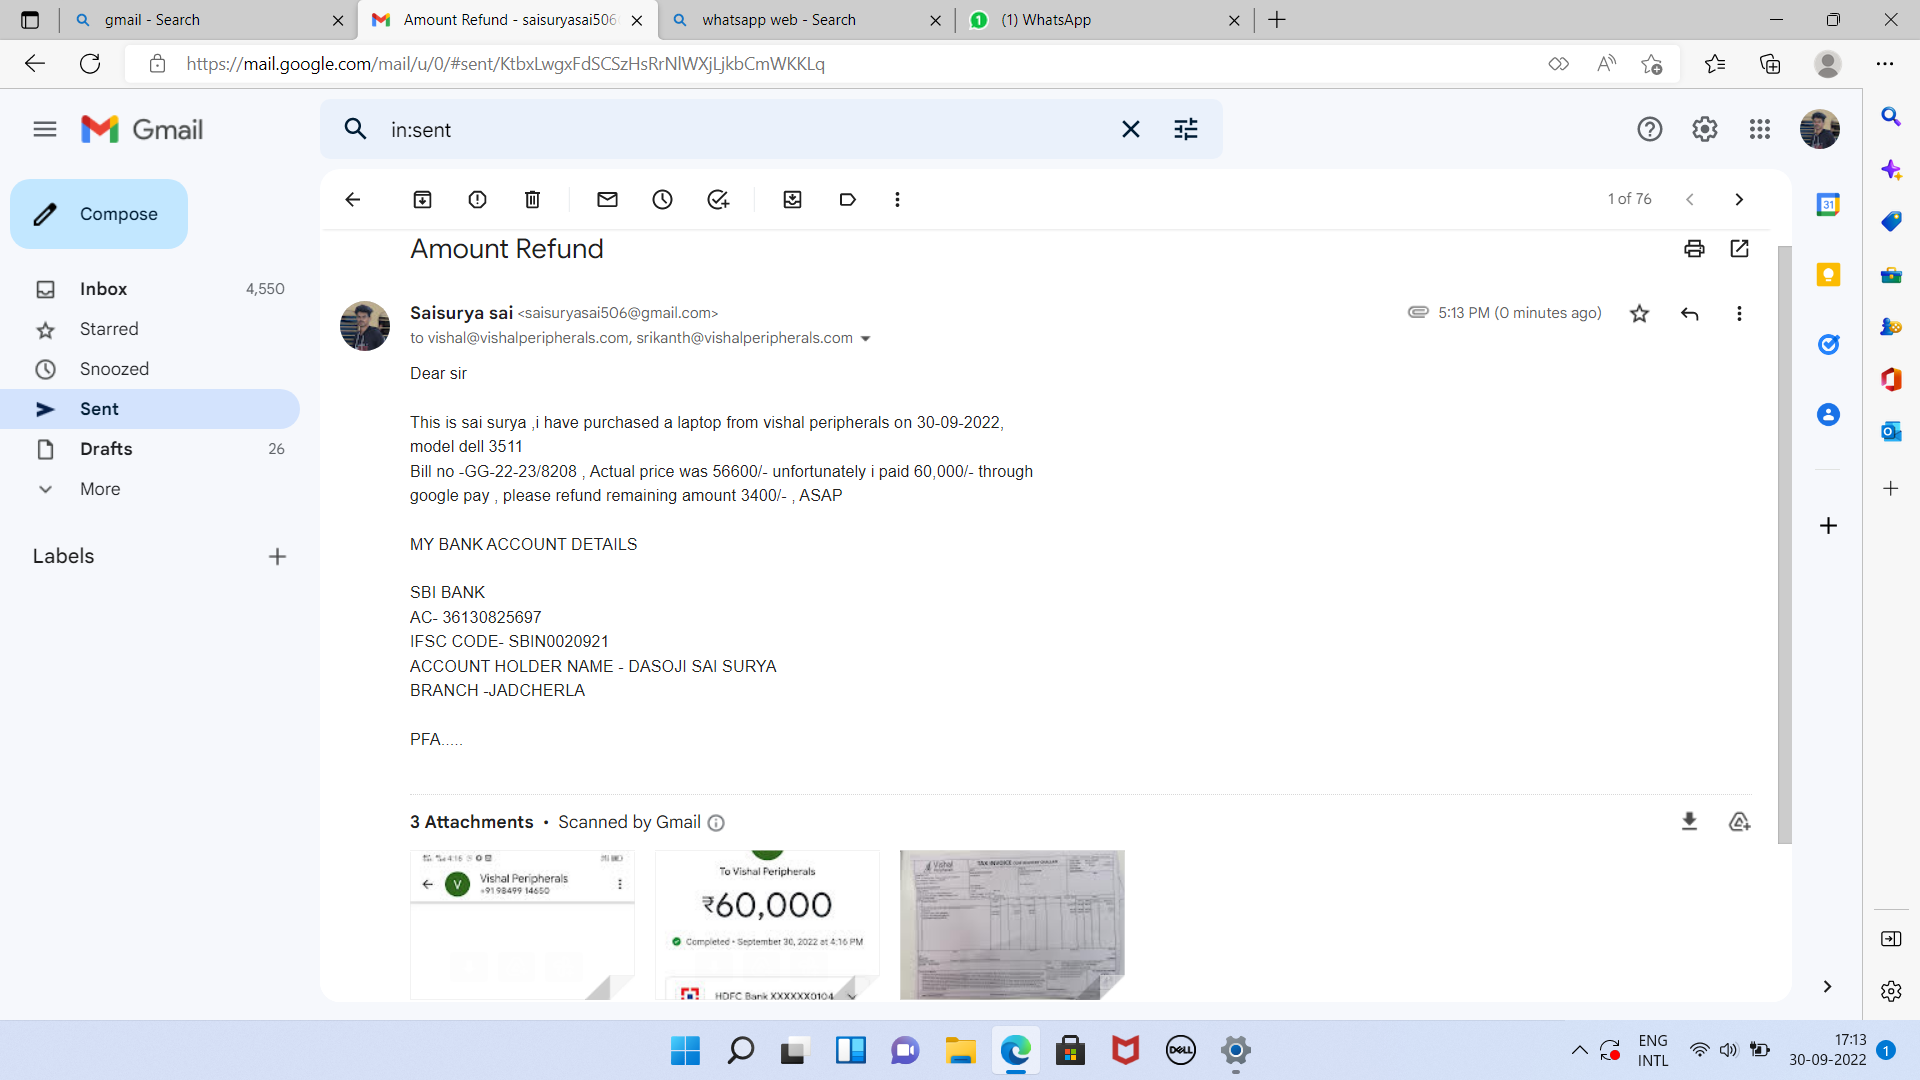 gmail - Search
Amount Refund - saisuryasai506
whatsapp web - Search
1
(1) WhatsApp
https://mail.google.com/mail/u/0/#sent/KtbxLwgxFdSCSzHsRrNlWXjLjkbCmWKKLq
Gmail
in:sent
Compose
1 of 76
31
Amount Refund
Inbox 4,550
Starred
Snoozed
Sent
Drafts 26
More
Labels
Saisurya sai <saisuryasai506@gmail.com>
5:13 PM (0 minutes ago)
to vishal@vishalperipherals.com, srikanth@vishalperipherals.com
Dear sir
This is sai surya ,i have purchased a laptop from vishal peripherals on 30-09-2022,
model dell 3511
Bill no -GG-22-23/8208 , Actual price was 56600/- unfortunately i paid 60,000/- through
google pay , please refund remaining amount 3400/- , ASAP
MY BANK ACCOUNT DETAILS
SBI BANK
AC- 36130825697
IFSC CODE- SBIN0020921
ACCOUNT HOLDER NAME - DASOJI SAI SURYA
BRANCH -JADCHERLA
PFA.....
3 Attachments • Scanned by Gmail
4:16
V
Vishal Peripherals
+91 98499 14650
To Vishal Peripherals
₹60,000
Completed • September 30, 2022 at 4:16 PM
HDFC Bank XXXXXX0104
Vishal
Peripherals
TAX INVOICE
DELL
ENG
INTL
17:13
30-09-2022
1